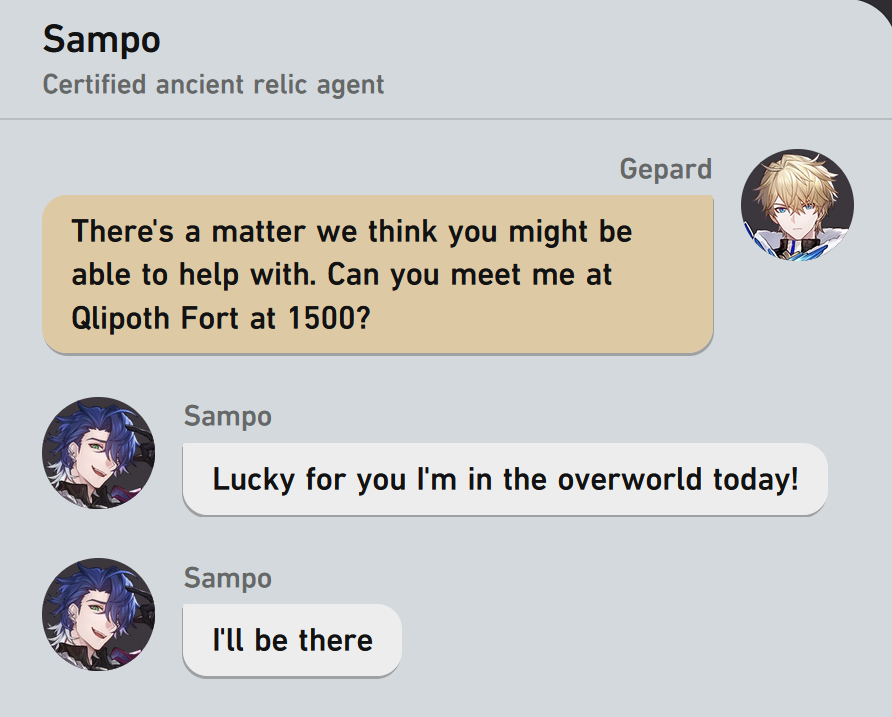 Sampo
Certified ancient relic agent
Gepard
There's a matter we think you might be
able to help with. Can you meet me at
Qlipoth Fort at 1500?
Sampo
Lucky for you I'm in the overworld today!
Sampo
I'll be there